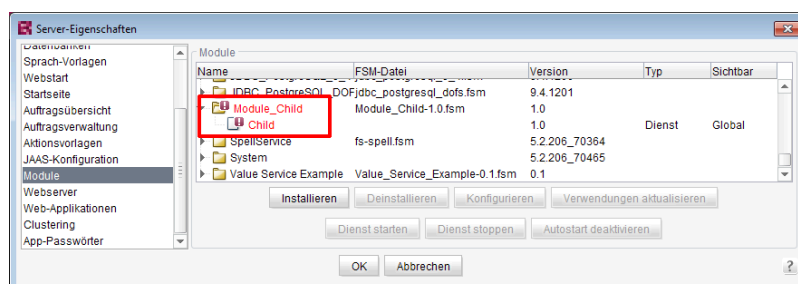 Server-Eigenschaften
Datenbanken
Sprach-Vorlagen
Webstart
Startseite
Auftragsübersicht
Auftragsverwaltung
Aktionsvorlagen
JAAS-Konfiguration
Module
Webserver
Web-Applikationen
Clustering
App-Passwörter
Module
Name FSM-Datei Version Typ Sichtbar
JDBC_PostgreSQL_DOF jdbc_postgresql_dofs.fsm 9.4.1201
Module_Child Module_Child-1.0.fsm 1.0
Child 1.0 Dienst Global
SpellService fs-spell.fsm 5.2.206_70364
System 5.2.206_70465
Value Service Example Value_Service_Example-0.1.fsm 0.1
Installieren Deinstallieren Konfigurieren Verwendungen aktualisieren
Dienst starten Dienst stoppen Autostart deaktivieren
OK Abbrechen ?